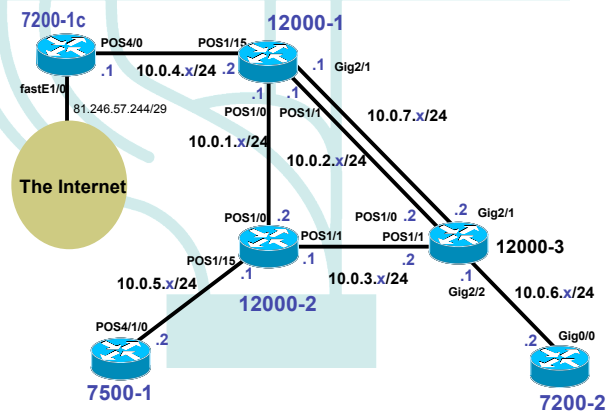 7200-1c
12000-1
POS4/0
POS1/15
.1
10.0.4.x/24
.2
.1
Gig2/1
fastE1/0
81.246.57.244/29
.1
.1
POS1/0
POS1/1
10.0.7.x/24
10.0.1.x/24
10.0.2.x/24
The Internet
POS1/0
.2
POS1/0
.2
.2
Gig2/1
POS1/1
POS1/1
12000-3
POS1/15
.1
.1
10.0.3.x/24
.2
.1
10.0.5.x/24
Gig2/2
10.0.6.x/24
12000-2
POS4/1/0
.2
Gig0/0
.2
7500-1
7200-2